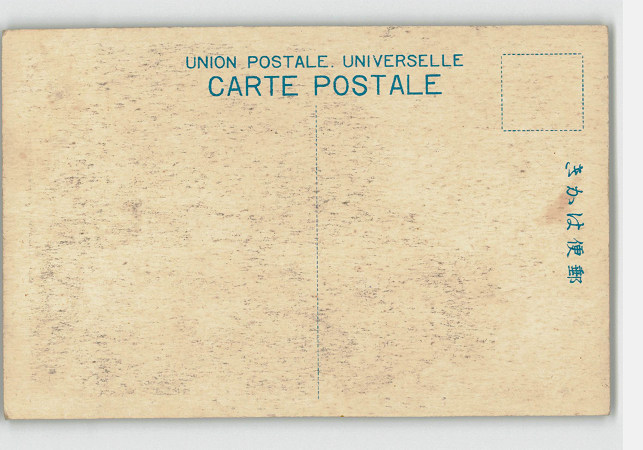 UNION POSTALE. UNIVERSELLE
CARTE POSTALE
郵便はかき